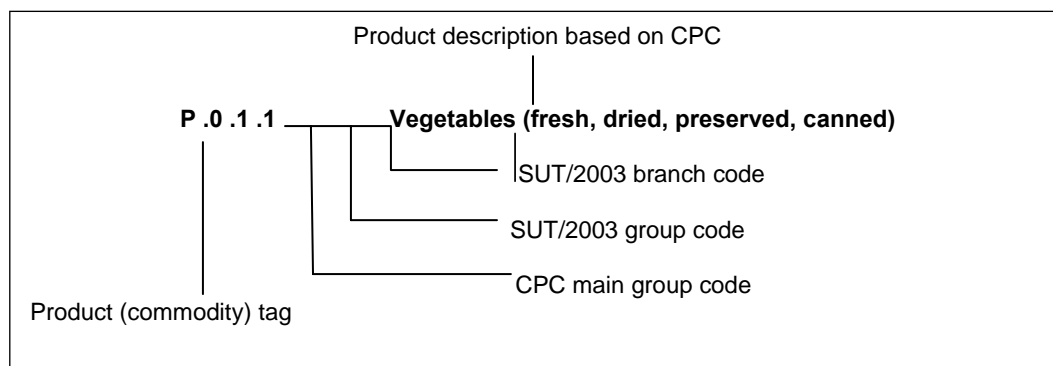 Product description based on CPC
P .0 .1 .1 Vegetables (fresh, dried, preserved, canned)
SUT/2003 branch code
SUT/2003 group code
CPC main group code
Product (commodity) tag